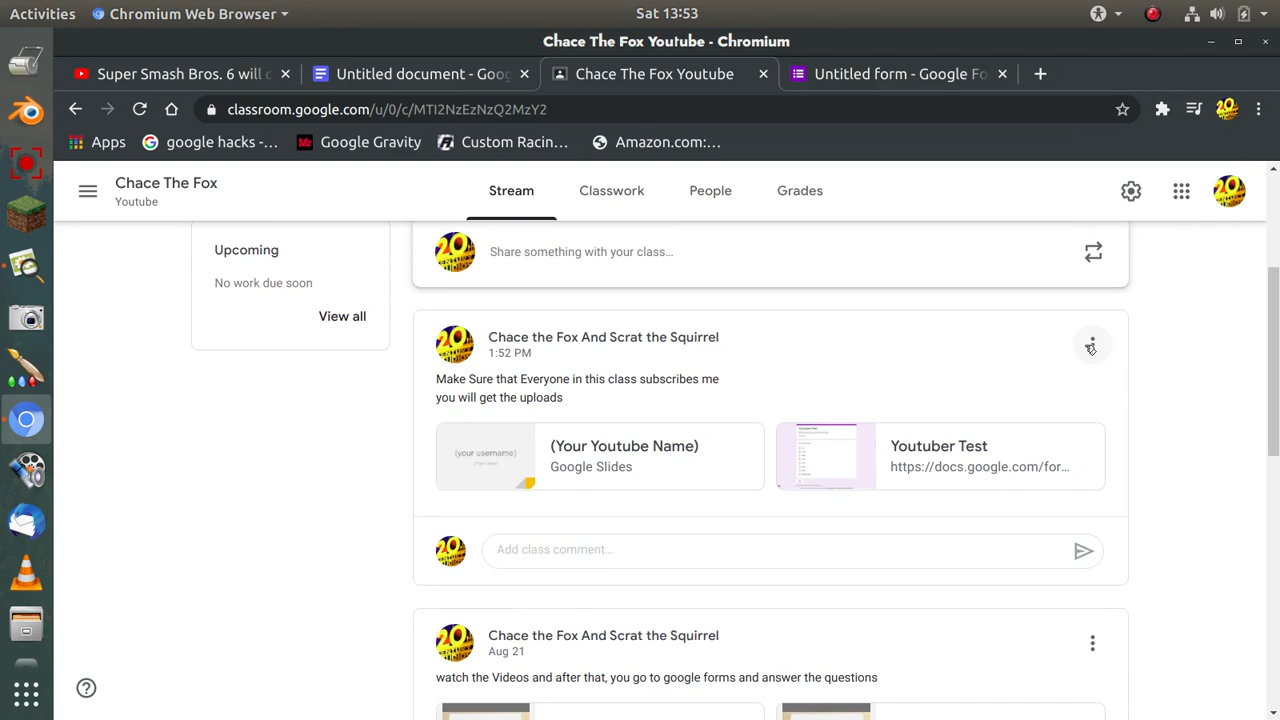 Activities
Chromium Web Browser
Sat 13:53
Chace The Fox Youtube - Chromium
Super Smash Bros. 6 will c
Untitled document - Goog
Chace The Fox Youtube
Untitled form - Google Fo
classroom.google.com/u/0/c/MTI2NzEzNzQ2MzY2
Apps
google hacks -...
Google Gravity
Custom Racin...
Amazon.com:...
Chace The Fox
Youtube
Stream
Classwork
People
Grades
Upcoming
No work due soon
View all
Share something with your class...
Chace the Fox And Scrat the Squirrel
1:52 PM
Make Sure that Everyone in this class subscribes me
you will get the uploads
(your username)
(Your Youtube Name)
Google Slides
Youtuber Test
https://docs.google.com/for...
Add class comment...
Chace the Fox And Scrat the Squirrel
Aug 21
watch the Videos and after that, you go to google forms and answer the questions